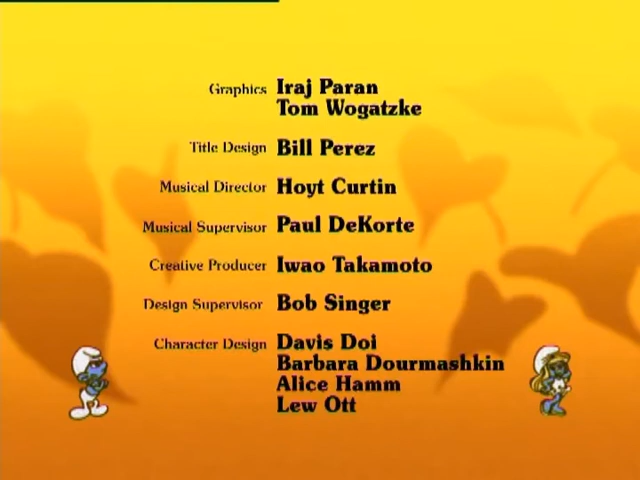 Graphics Iraj Paran
Tom Wogatzke
Title Design Bill Perez
Musical Director Hoyt Curtin
Musical Supervisor Paul DeKorte
Creative Producer Iwao Takamoto
Design Supervisor Bob Singer
Character Design Davis Doi
Barbara Dourmashkin
Alice Hamm
Lew Ott